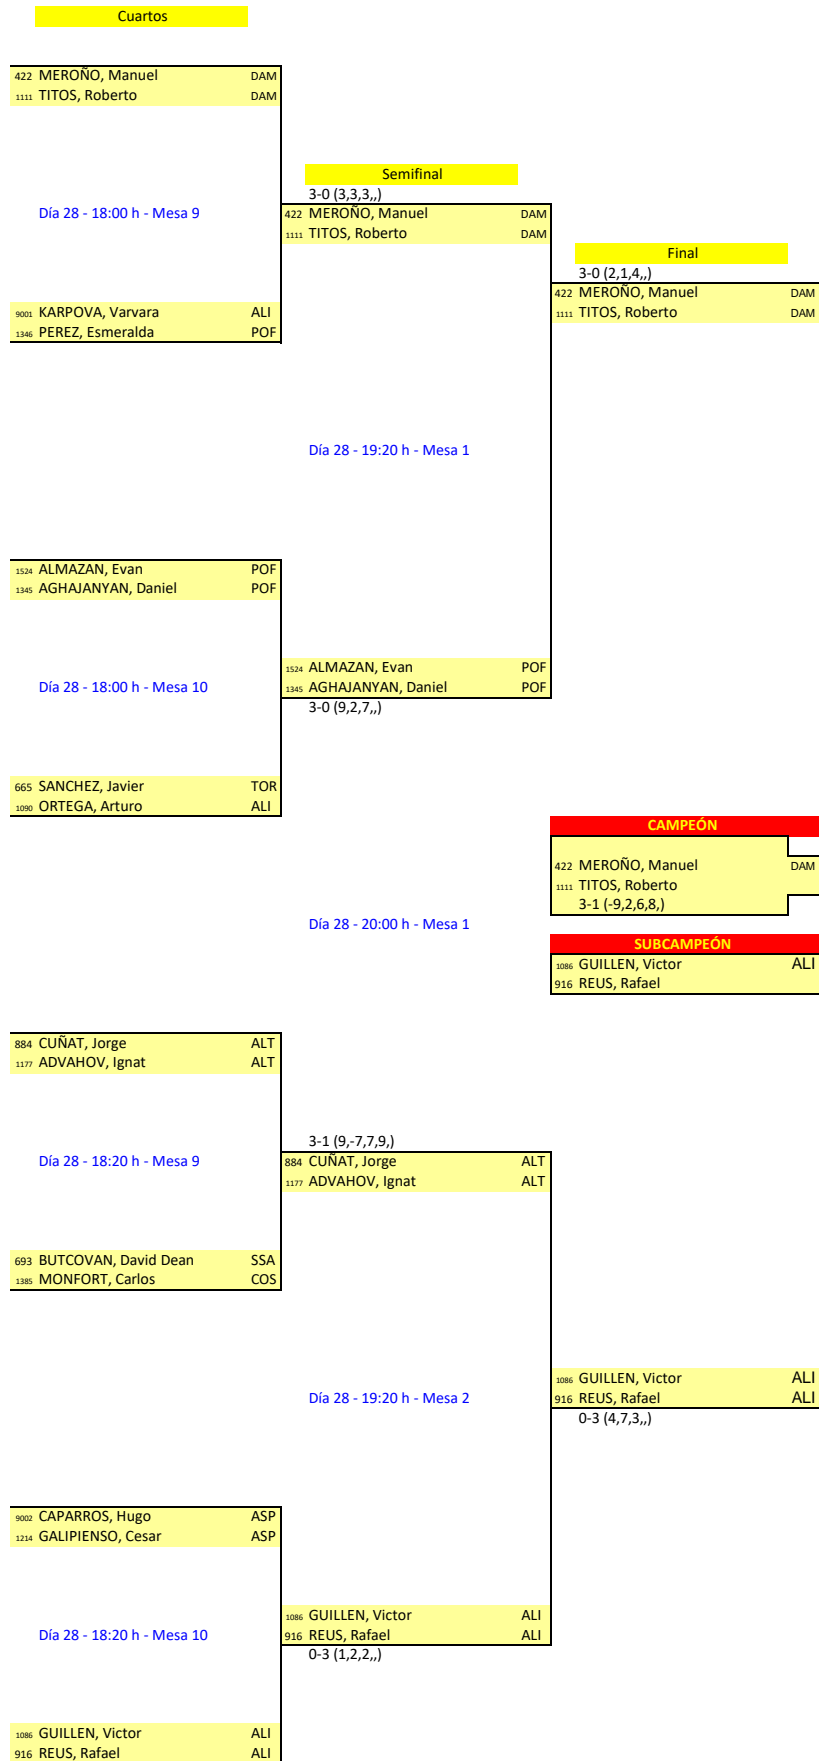 Cuartos
422 MEROÑO, Manuel DAM
1111 TITOS, Roberto DAM
Semifinal
3-0 (3,3,3,,)
Día 28 - 18:00 h - Mesa 9
422 MEROÑO, Manuel DAM
1111 TITOS, Roberto DAM
Final
3-0 (2,1,4,,)
422 MEROÑO, Manuel DAM
1111 TITOS, Roberto DAM
9001 KARPOVA, Varvara ALI
1346 PEREZ, Esmeralda POF
Día 28 - 19:20 h - Mesa 1
1524 ALMAZAN, Evan POF
1345 AGHAJANYAN, Daniel POF
1524 ALMAZAN, Evan POF
Día 28 - 18:00 h - Mesa 10
1345 AGHAJANYAN, Daniel POF
3-0 (9,2,7,,)
665 SANCHEZ, Javier TOR
1090 ORTEGA, Arturo ALI
CAMPEÓN
422 MEROÑO, Manuel DAM
1111 TITOS, Roberto
3-1 (-9,2,6,8,)
Día 28 - 20:00 h - Mesa 1
SUBCAMPEÓN
1086 GUILLEN, Victor ALI
916 REUS, Rafael
884 CUÑAT, Jorge ALT
1177 ADVAHOV, Ignat ALT
3-1 (9,-7,7,9,)
Día 28 - 18:20 h - Mesa 9
884 CUÑAT, Jorge ALT
1177 ADVAHOV, Ignat ALT
693 BUTCOVAN, David Dean SSA
1385 MONFORT, Carlos COS
1086 GUILLEN, Victor ALI
Día 28 - 19:20 h - Mesa 2
916 REUS, Rafael ALI
0-3 (4,7,3,,)
9002 CAPARROS, Hugo ASP
1214 GALIPIENSO, Cesar ASP
1086 GUILLEN, Victor ALI
Día 28 - 18:20 h - Mesa 10
916 REUS, Rafael ALI
0-3 (1,2,2,,)
1086 GUILLEN, Victor ALI
916 REUS, Rafael ALI